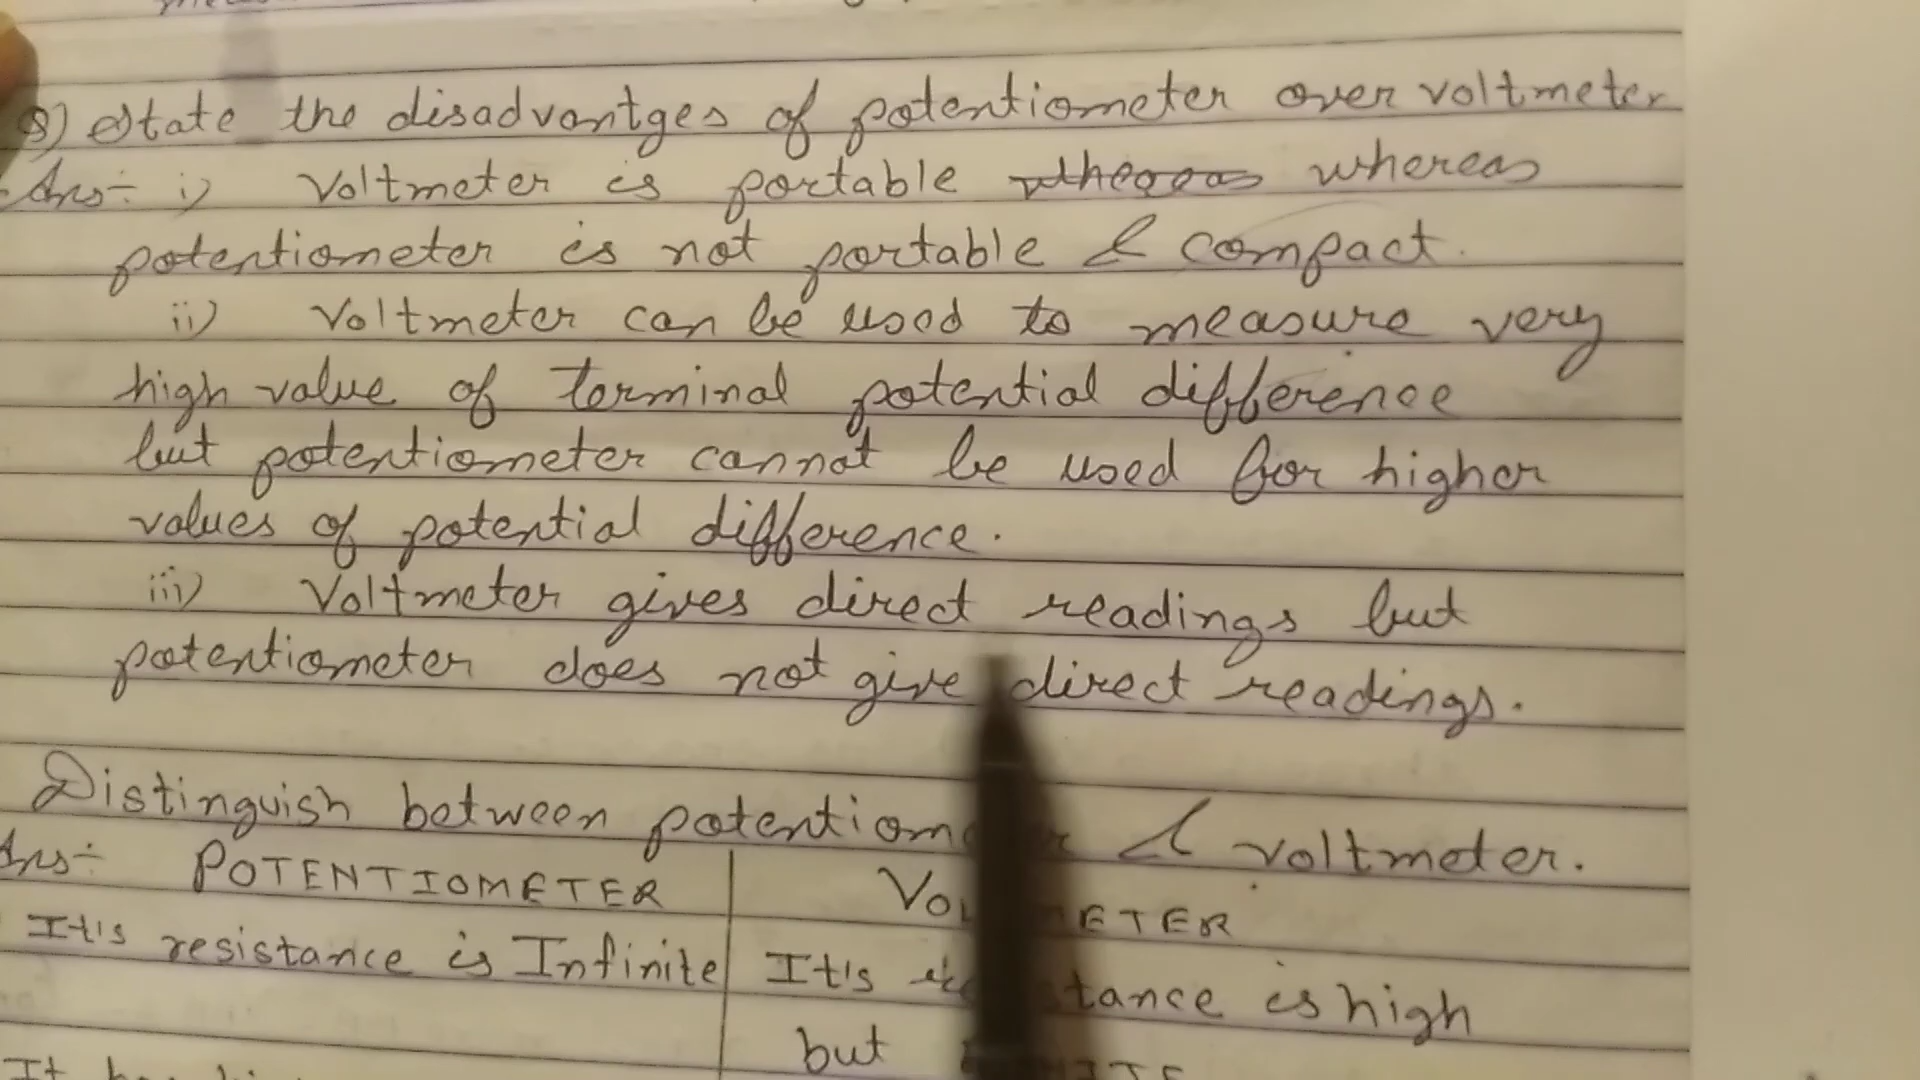 8) State the disadvantges of potentiometer over voltmeter
Ans÷ i) Voltmeter is portable whereas
potentiometer is not portable & compact.
ii) Voltmeter can be used to measure very
high value of terminal potential difference
but potentiometer cannot be used for higher
values of potential difference.
iii) Voltmeter gives direct readings but
potentiometer does not give direct readings.
Distinguish between & voltmeter.
Ans÷ POTENTIOMETER
It's resistance is Infinite It's is high
but
It